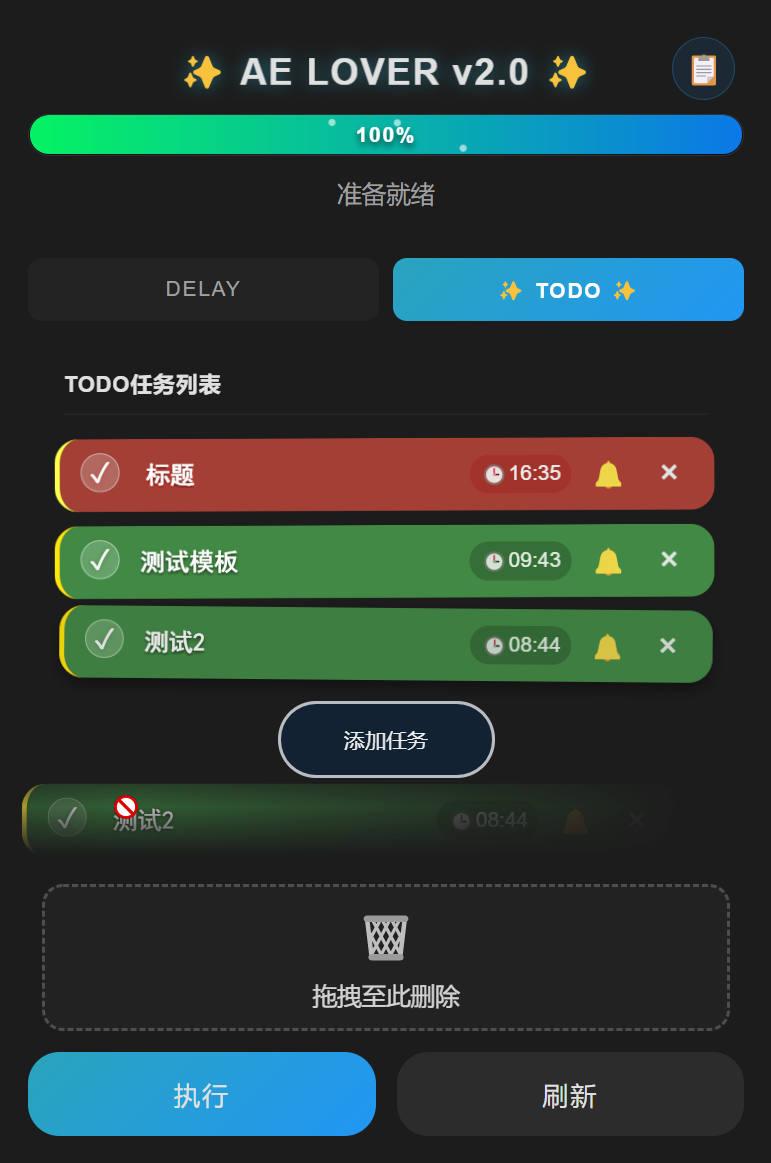 ✨ AE LOVER v2.0 ✨
100%
准备就绪
DELAY
✨ TODO ✨
TODO任务列表
标题 16:35
测试模板 09:43
测试2 08:44
添加任务
测试2 08:44
拖拽至此删除
执行
刷新